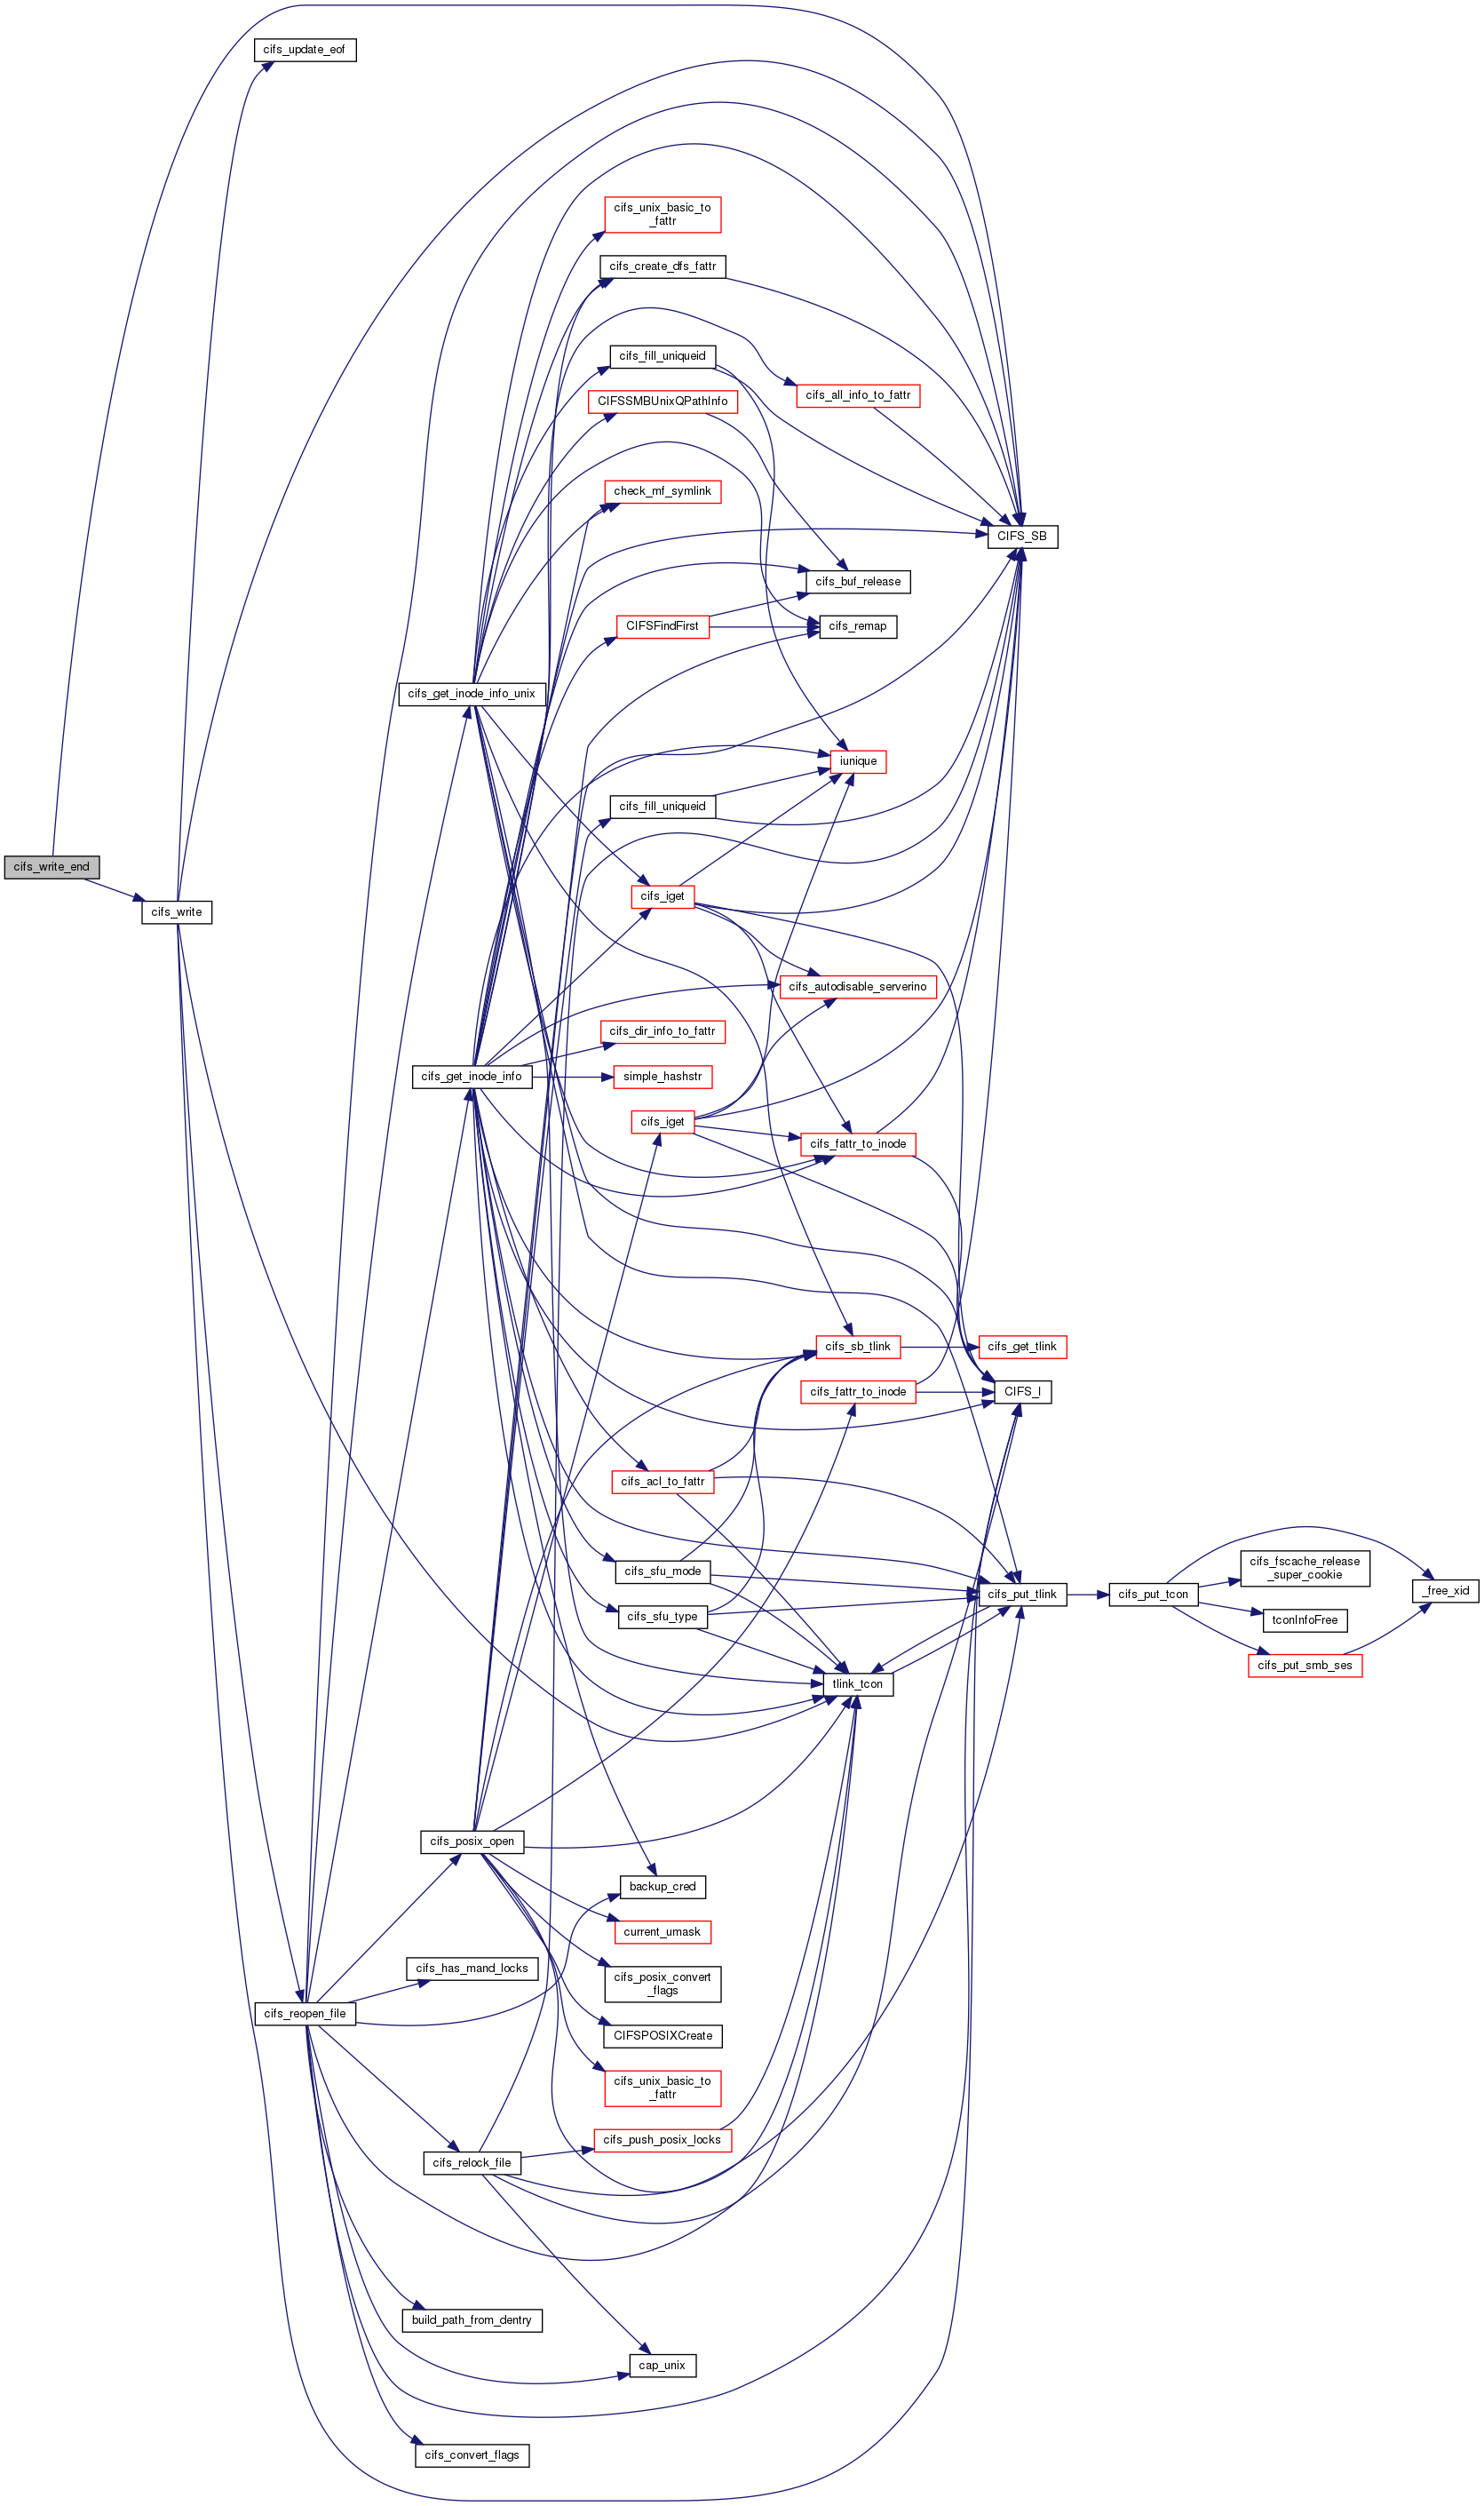 cifs_update_eof
cifs_unix_basic_to
_fattr
cifs_create_dfs_fattr
cifs_fill_uniqueid
cifs_all_info_to_fattr
CIFSSMBUnixQPathInfo
check_mf_symlink
CIFS_SB
cifs_buf_release
CIFSFindFirst
cifs_remap
cifs_get_inode_info_unix
iunique
cifs_fill_uniqueid
cifs_write_end
cifs_iget
cifs_write
cifs_autodisable_serverino
cifs_dir_info_to_fattr
cifs_get_inode_info
simple_hashstr
cifs_iget
cifs_fattr_to_inode
cifs_sb_tlink
cifs_get_tlink
cifs_fattr_to_inode
CIFS_I
cifs_acl_to_fattr
cifs_sfu_mode
cifs_fscache_release
_super_cookie
cifs_put_tlink
cifs_put_tcon
_free_xid
cifs_sfu_type
tconInfoFree
cifs_put_smb_ses
tlink_tcon
cifs_posix_open
backup_cred
current_umask
cifs_has_mand_locks
cifs_posix_convert
_flags
cifs_reopen_file
CIFSPOSIXCreate
cifs_unix_basic_to
_fattr
cifs_push_posix_locks
cifs_relock_file
build_path_from_dentry
cap_unix
cifs_convert_flags